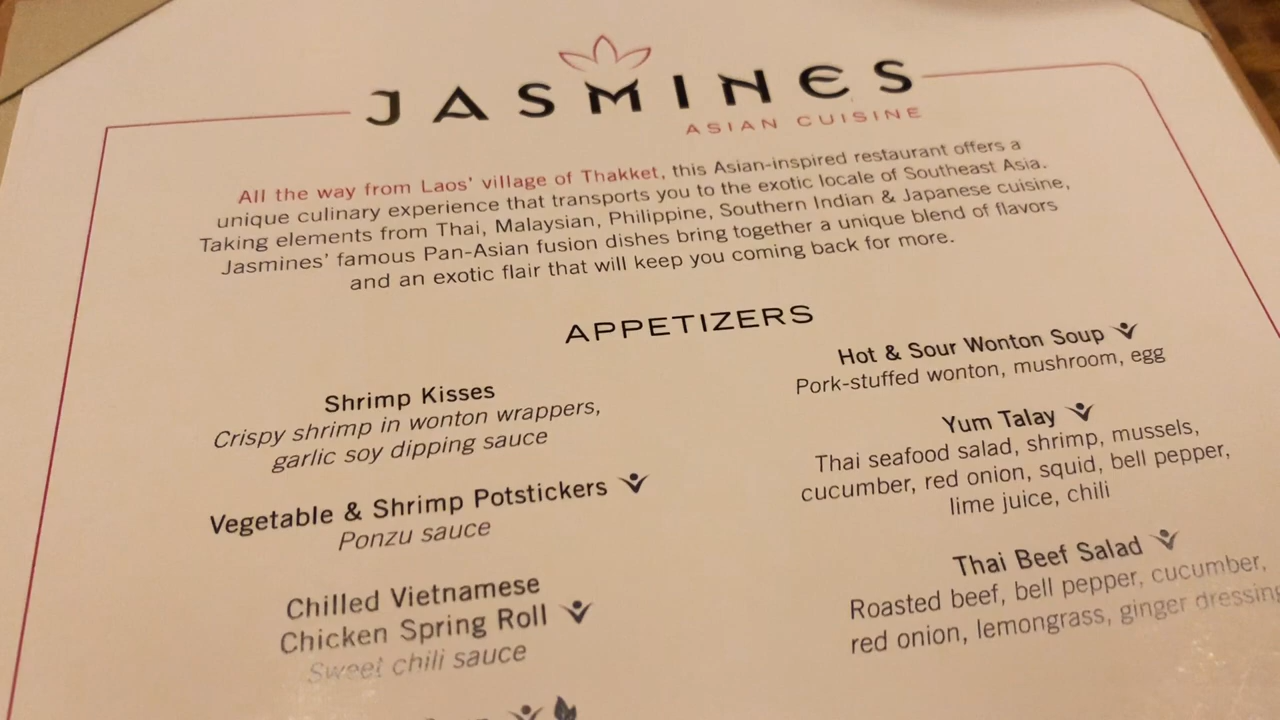 JASMINES
ASIAN CUISINE
All the way from Laos' village of Thakket, this Asian-inspired restaurant offers a
unique culinary experience that transports you to the exotic locale of Southeast Asia.
Taking elements from Thai, Malaysian, Philippine, Southern Indian & Japanese cuisine,
Jasmines' famous Pan-Asian fusion dishes bring together a unique blend of flavors
and an exotic flair that will keep you coming back for more.
APPETIZERS
Shrimp Kisses
Crispy shrimp in wonton wrappers,
garlic soy dipping sauce
Vegetable & Shrimp Potstickers
Ponzu sauce
Chilled Vietnamese
Chicken Spring Roll
Sweet chili sauce
Hot & Sour Wonton Soup
Pork-stuffed wonton, mushroom, egg
Yum Talay
Thai seafood salad, shrimp, mussels,
cucumber, red onion, squid, bell pepper,
lime juice, chili
Thai Beef Salad
Roasted beef, bell pepper, cucumber,
red onion, lemongrass, ginger dressing